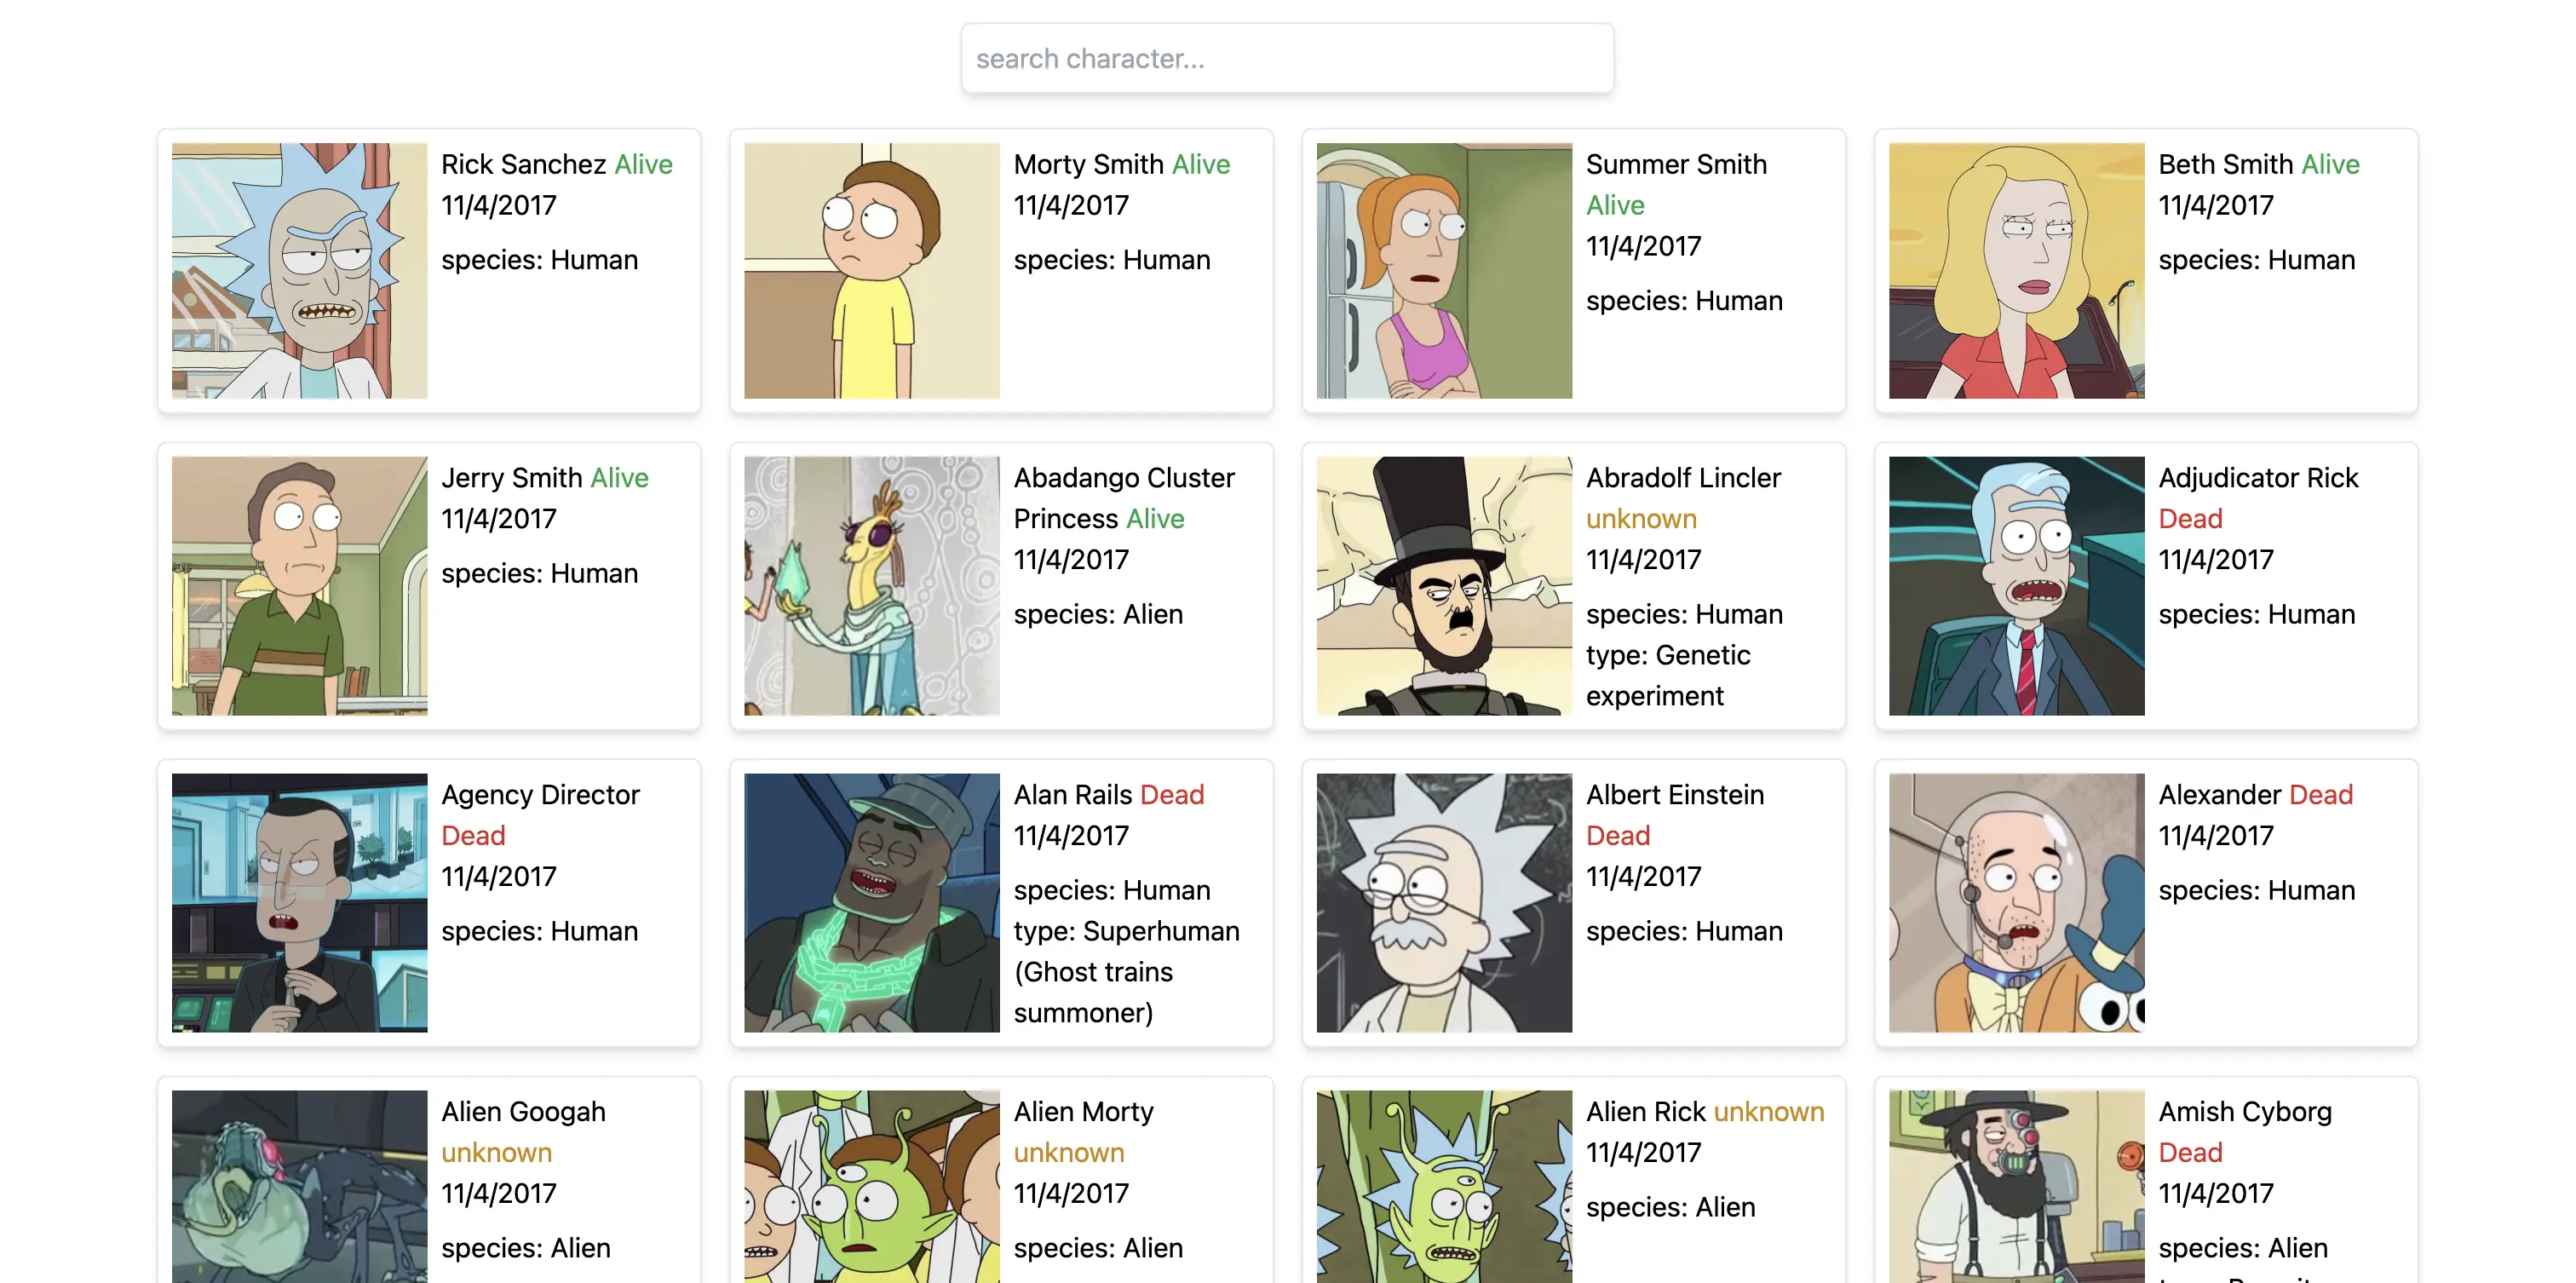 search character...
Rick Sanchez Alive
11/4/2017
species: Human
Morty Smith Alive
11/4/2017
species: Human
Summer Smith
Alive
11/4/2017
species: Human
Beth Smith Alive
11/4/2017
species: Human
Jerry Smith Alive
11/4/2017
species: Human
Abadango Cluster
Princess Alive
11/4/2017
species: Alien
Abradolf Lincler
unknown
11/4/2017
species: Human
type: Genetic
experiment
Adjudicator Rick
Dead
11/4/2017
species: Human
Agency Director
Dead
11/4/2017
species: Human
Alan Rails Dead
11/4/2017
species: Human
type: Superhuman
(Ghost trains
summoner)
Albert Einstein
Dead
11/4/2017
species: Human
Alexander Dead
11/4/2017
species: Human
Alien Googah
unknown
11/4/2017
species: Alien
Alien Morty
unknown
11/4/2017
species: Alien
Alien Rick unknown
11/4/2017
species: Alien
Amish Cyborg
Dead
11/4/2017
species: Alien